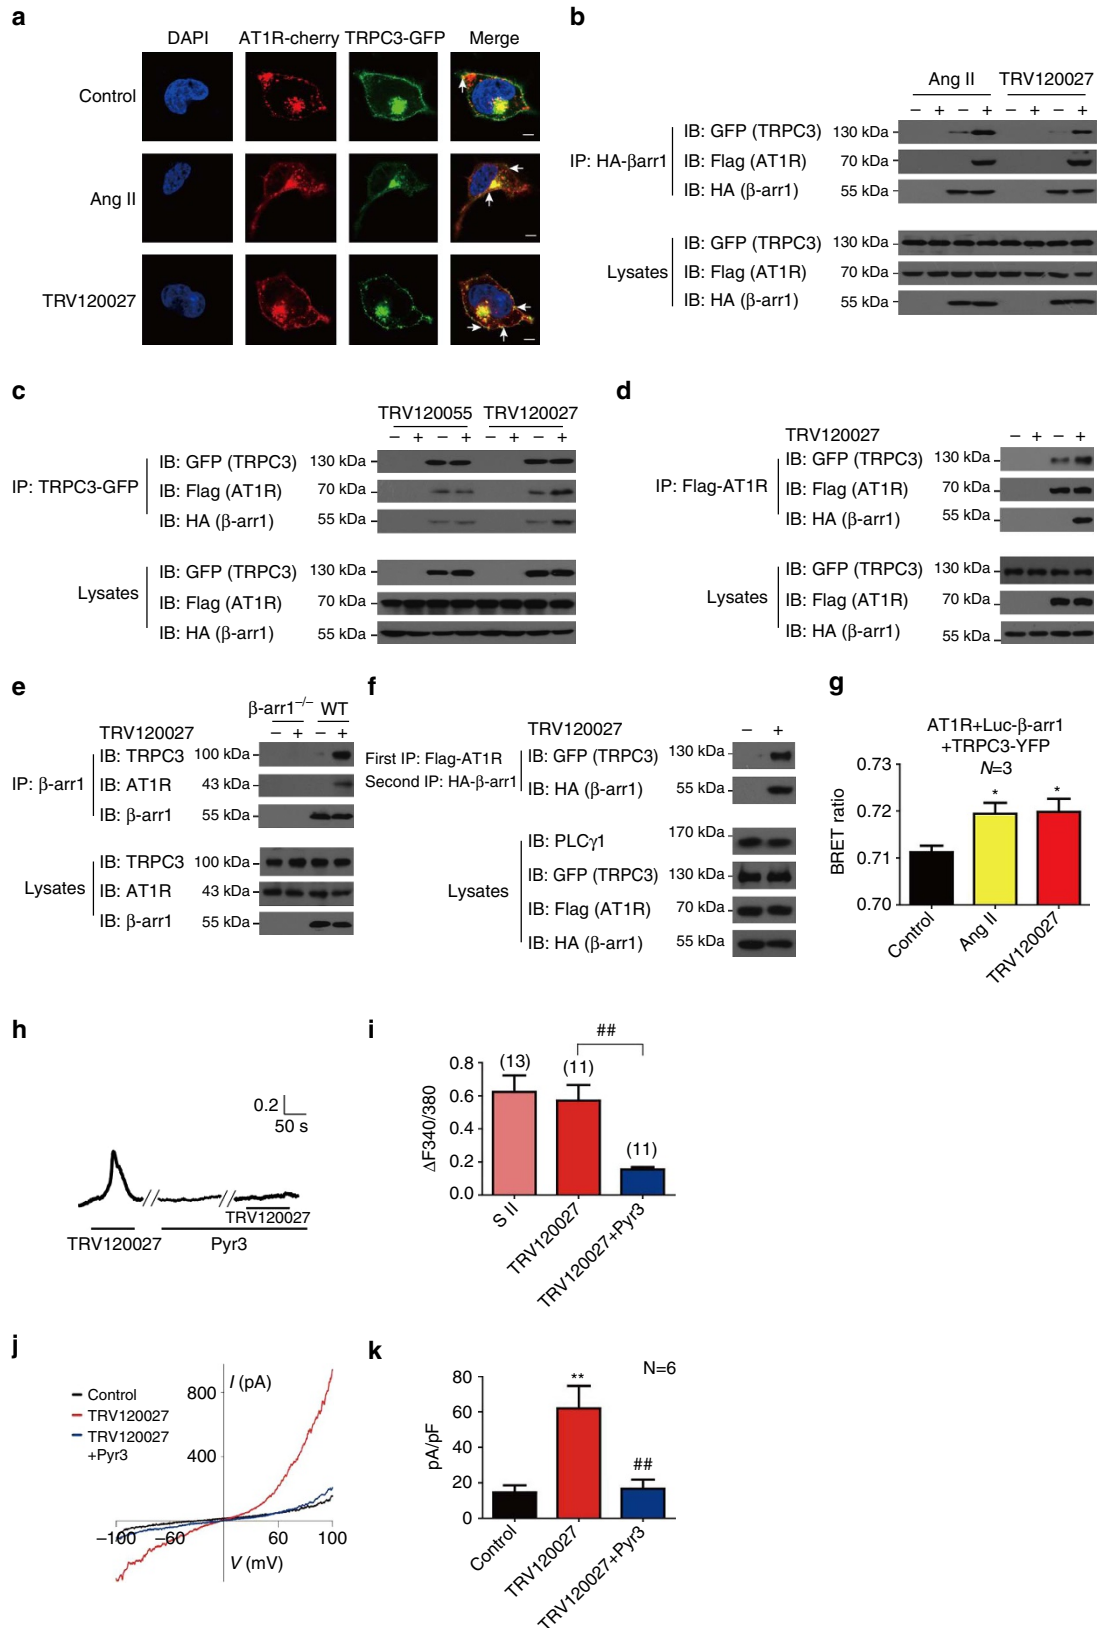 a
DAPI AT1R-cherry TRPC3-GFP Merge
Control
Ang II
TRV120027
b
Ang II TRV120027
– + – + – + – +
IP: HA-βarr1
IB: GFP (TRPC3) 130 kDa
IB: Flag (AT1R) 70 kDa
IB: HA (β-arr1) 55 kDa
Lysates
IB: GFP (TRPC3) 130 kDa
IB: Flag (AT1R) 70 kDa
IB: HA (β-arr1) 55 kDa
c
TRV120055 TRV120027
– + – + – + – +
IP: TRPC3-GFP
IB: GFP (TRPC3) 130 kDa
IB: Flag (AT1R) 70 kDa
IB: HA (β-arr1) 55 kDa
Lysates
IB: GFP (TRPC3) 130 kDa
IB: Flag (AT1R) 70 kDa
IB: HA (β-arr1) 55 kDa
d
TRV120027 – + – +
IP: Flag-AT1R
IB: GFP (TRPC3) 130 kDa
IB: Flag (AT1R) 70 kDa
IB: HA (β-arr1) 55 kDa
Lysates
IB: GFP (TRPC3) 130 kDa
IB: Flag (AT1R) 70 kDa
IB: HA (β-arr1) 55 kDa
e
β-arr1–/– WT
TRV120027 – + – +
IP: β-arr1
IB: TRPC3 100 kDa
IB: AT1R 43 kDa
IB: β-arr1 55 kDa
Lysates
IB: TRPC3 100 kDa
IB: AT1R 43 kDa
IB: β-arr1 55 kDa
f
TRV120027 – +
First IP: Flag-AT1R
Second IP: HA-β-arr1
IB: GFP (TRPC3) 130 kDa
IB: HA (β-arr1) 55 kDa
Lysates
IB: PLCγ1 170 kDa
IB: GFP (TRPC3) 130 kDa
IB: Flag (AT1R) 70 kDa
IB: HA (β-arr1) 55 kDa
g
AT1R+Luc-β-arr1
+TRPC3-YFP
N=3
BRET ratio
0.73
0.72
0.71
0.70
* *
Control
Ang II
TRV120027
h
0.2
50 s
TRV120027
TRV120027 Pyr3
i
##
ΔF340/380
0.8
0.6
0.4
0.2
0.0
(13) (11) (11)
S II
TRV120027
TRV120027+Pyr3
j
Control
TRV120027
TRV120027
+Pyr3
I (pA)
800
400
–100 –60 60 100
V (mV)
k
N=6
pA/pF
80
60
40
20
0
** ##
Control
TRV120027
TRV120027+Pyr3